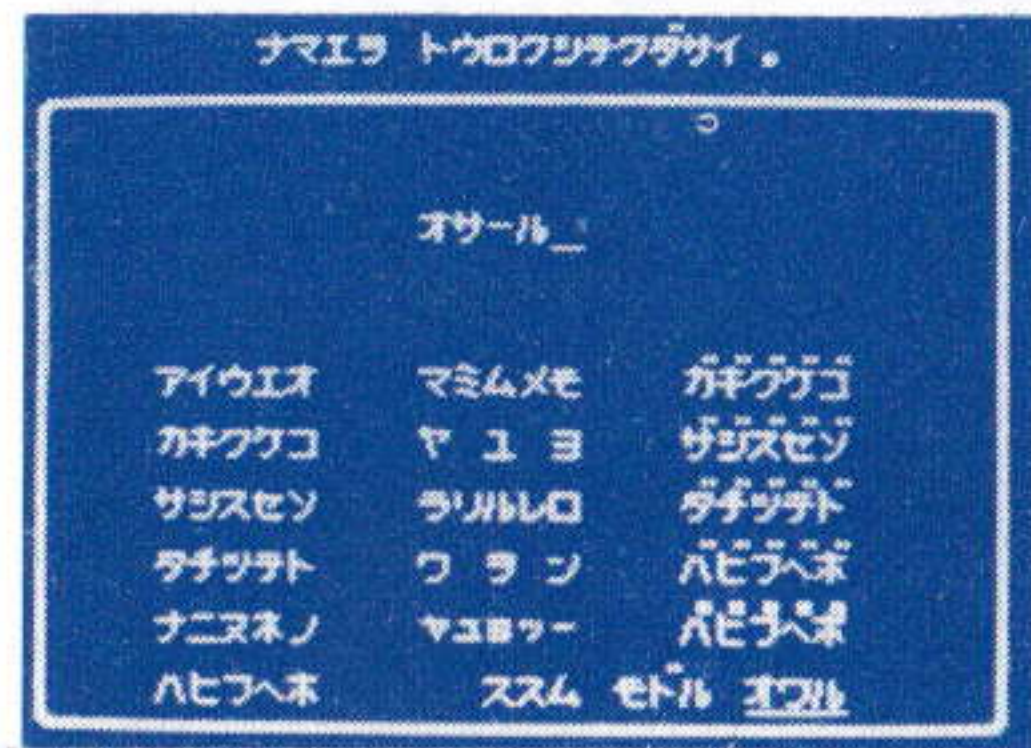 ナマエヲ トウロクシテクダサイ。
オサール_
アイウエオ マミムメモ ガギグゲゴ
カキクケコ ヤ ユ ヨ ザジズゼゾ
サシスセソ ラリルレロ ダヂヅデド
タチツテト ワ ヲ ン バビブベボ
ナニヌネノ ャュョッー パピプペポ
ハヒフヘホ ススム モドル オワル